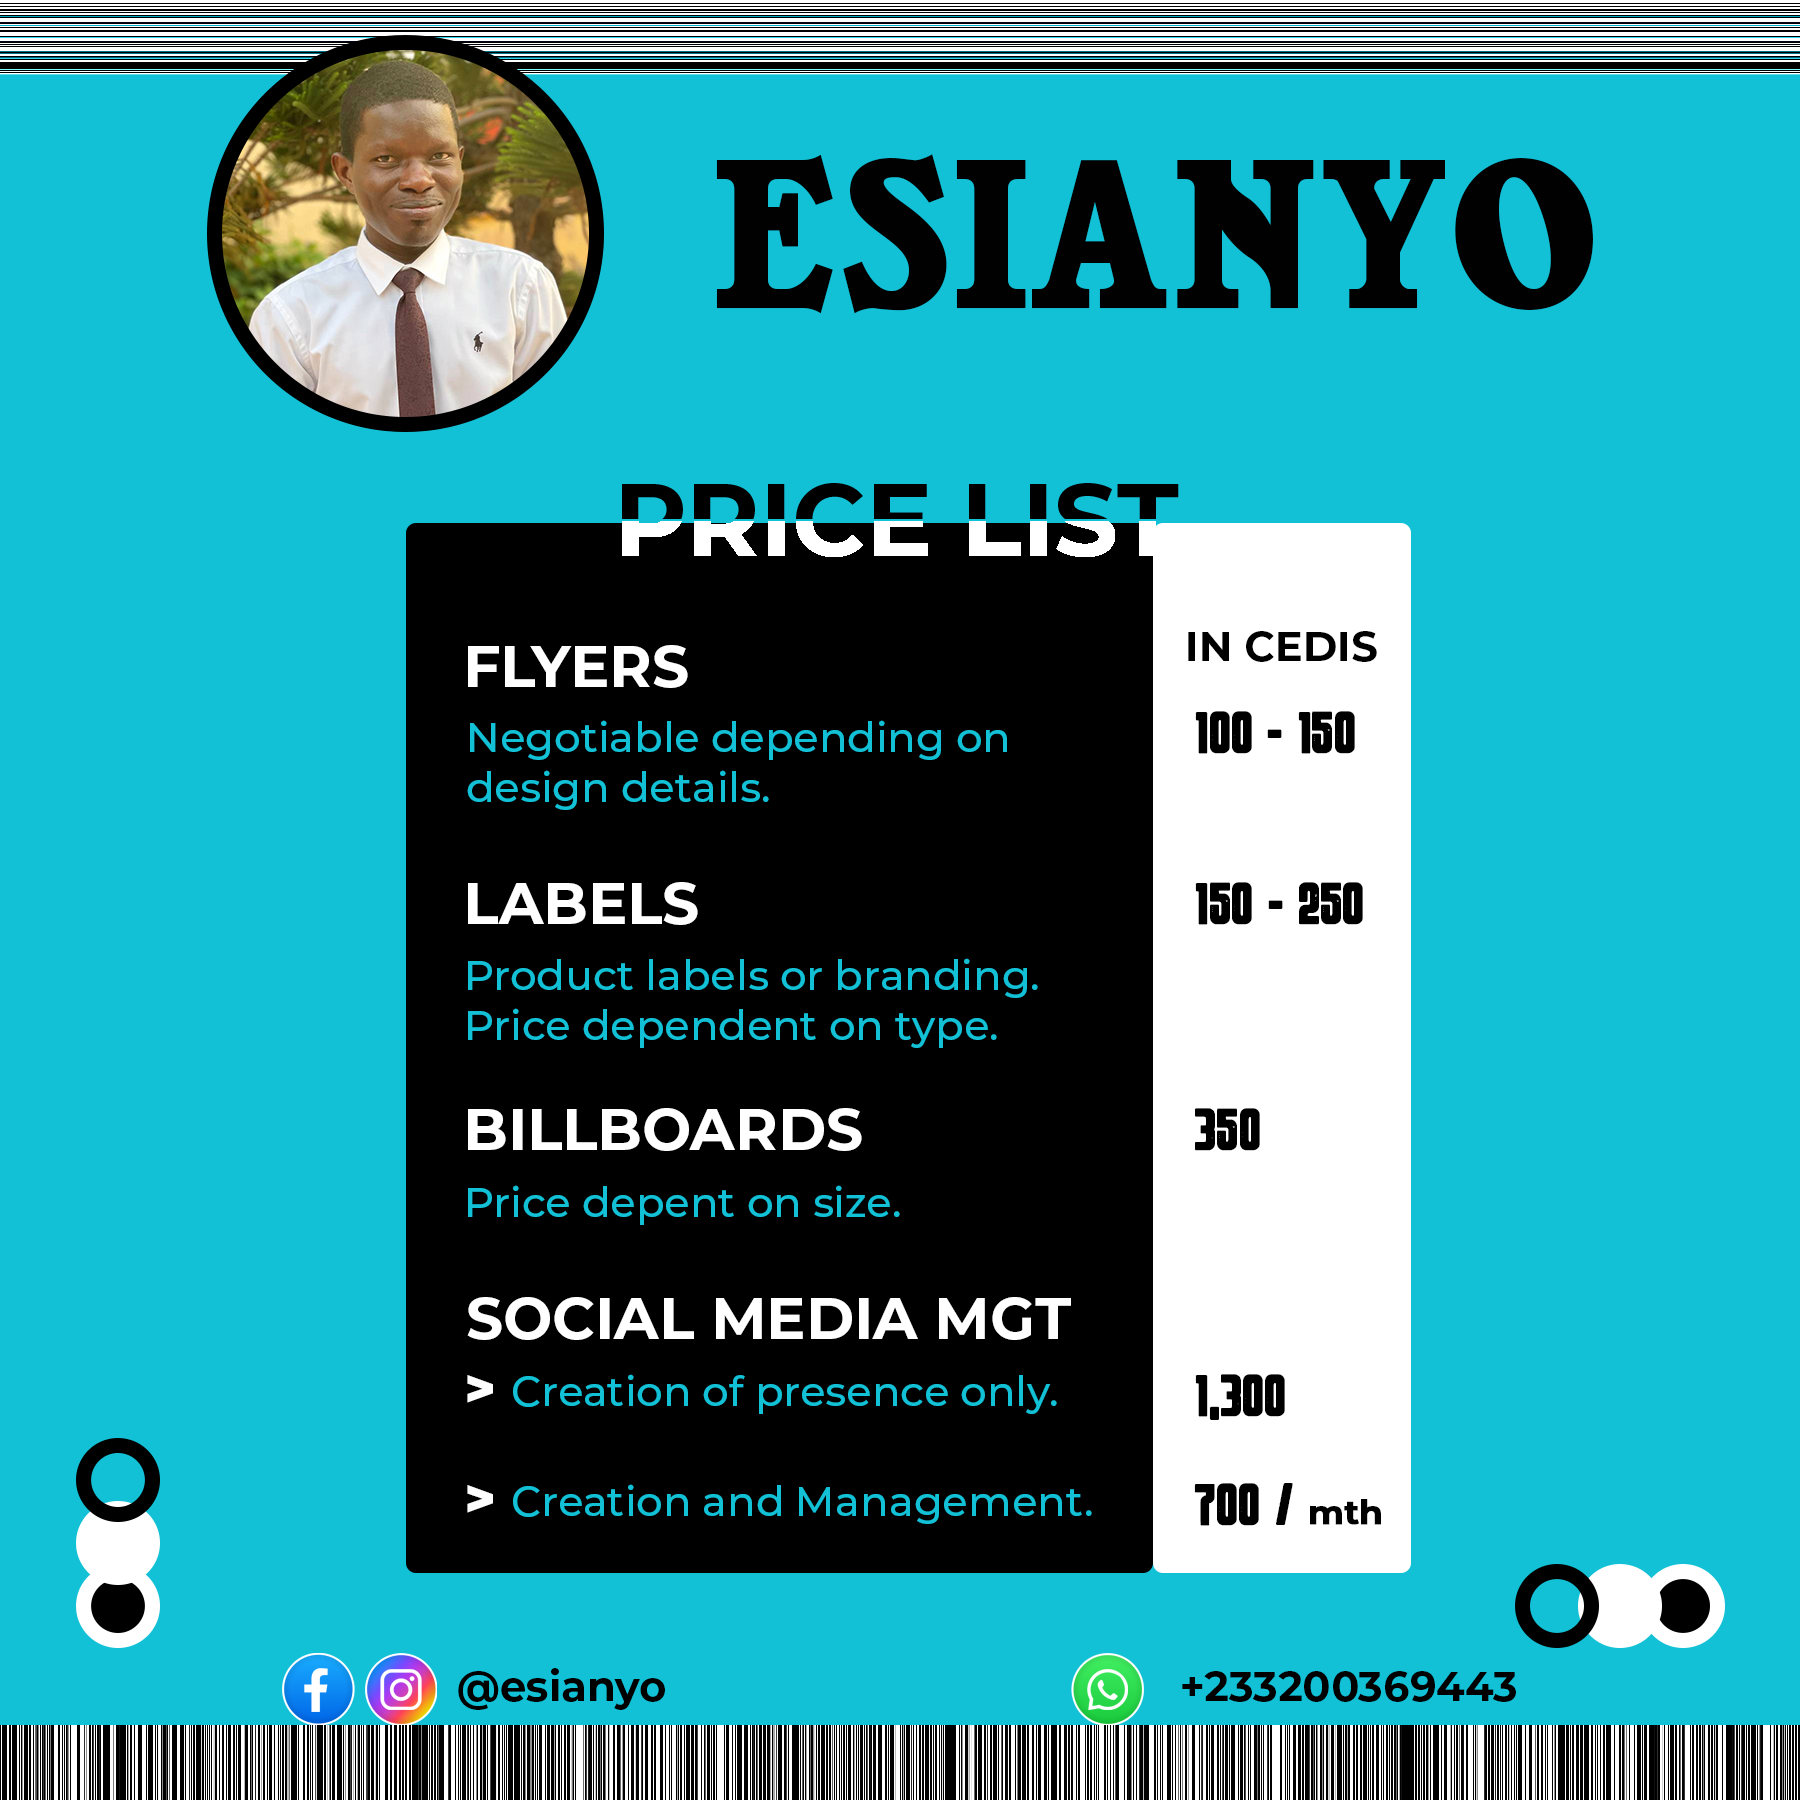 ESIANYO
PRICE LIST
IN CEDIS
FLYERS
100 - 150
Negotiable depending on
design details.
LABELS
150 - 250
Product labels or branding.
Price dependent on type.
BILLBOARDS
350
Price depent on size.
SOCIAL MEDIA MGT
> Creation of presence only.
1,300
> Creation and Management.
700 / mth
@esianyo
+233200369443